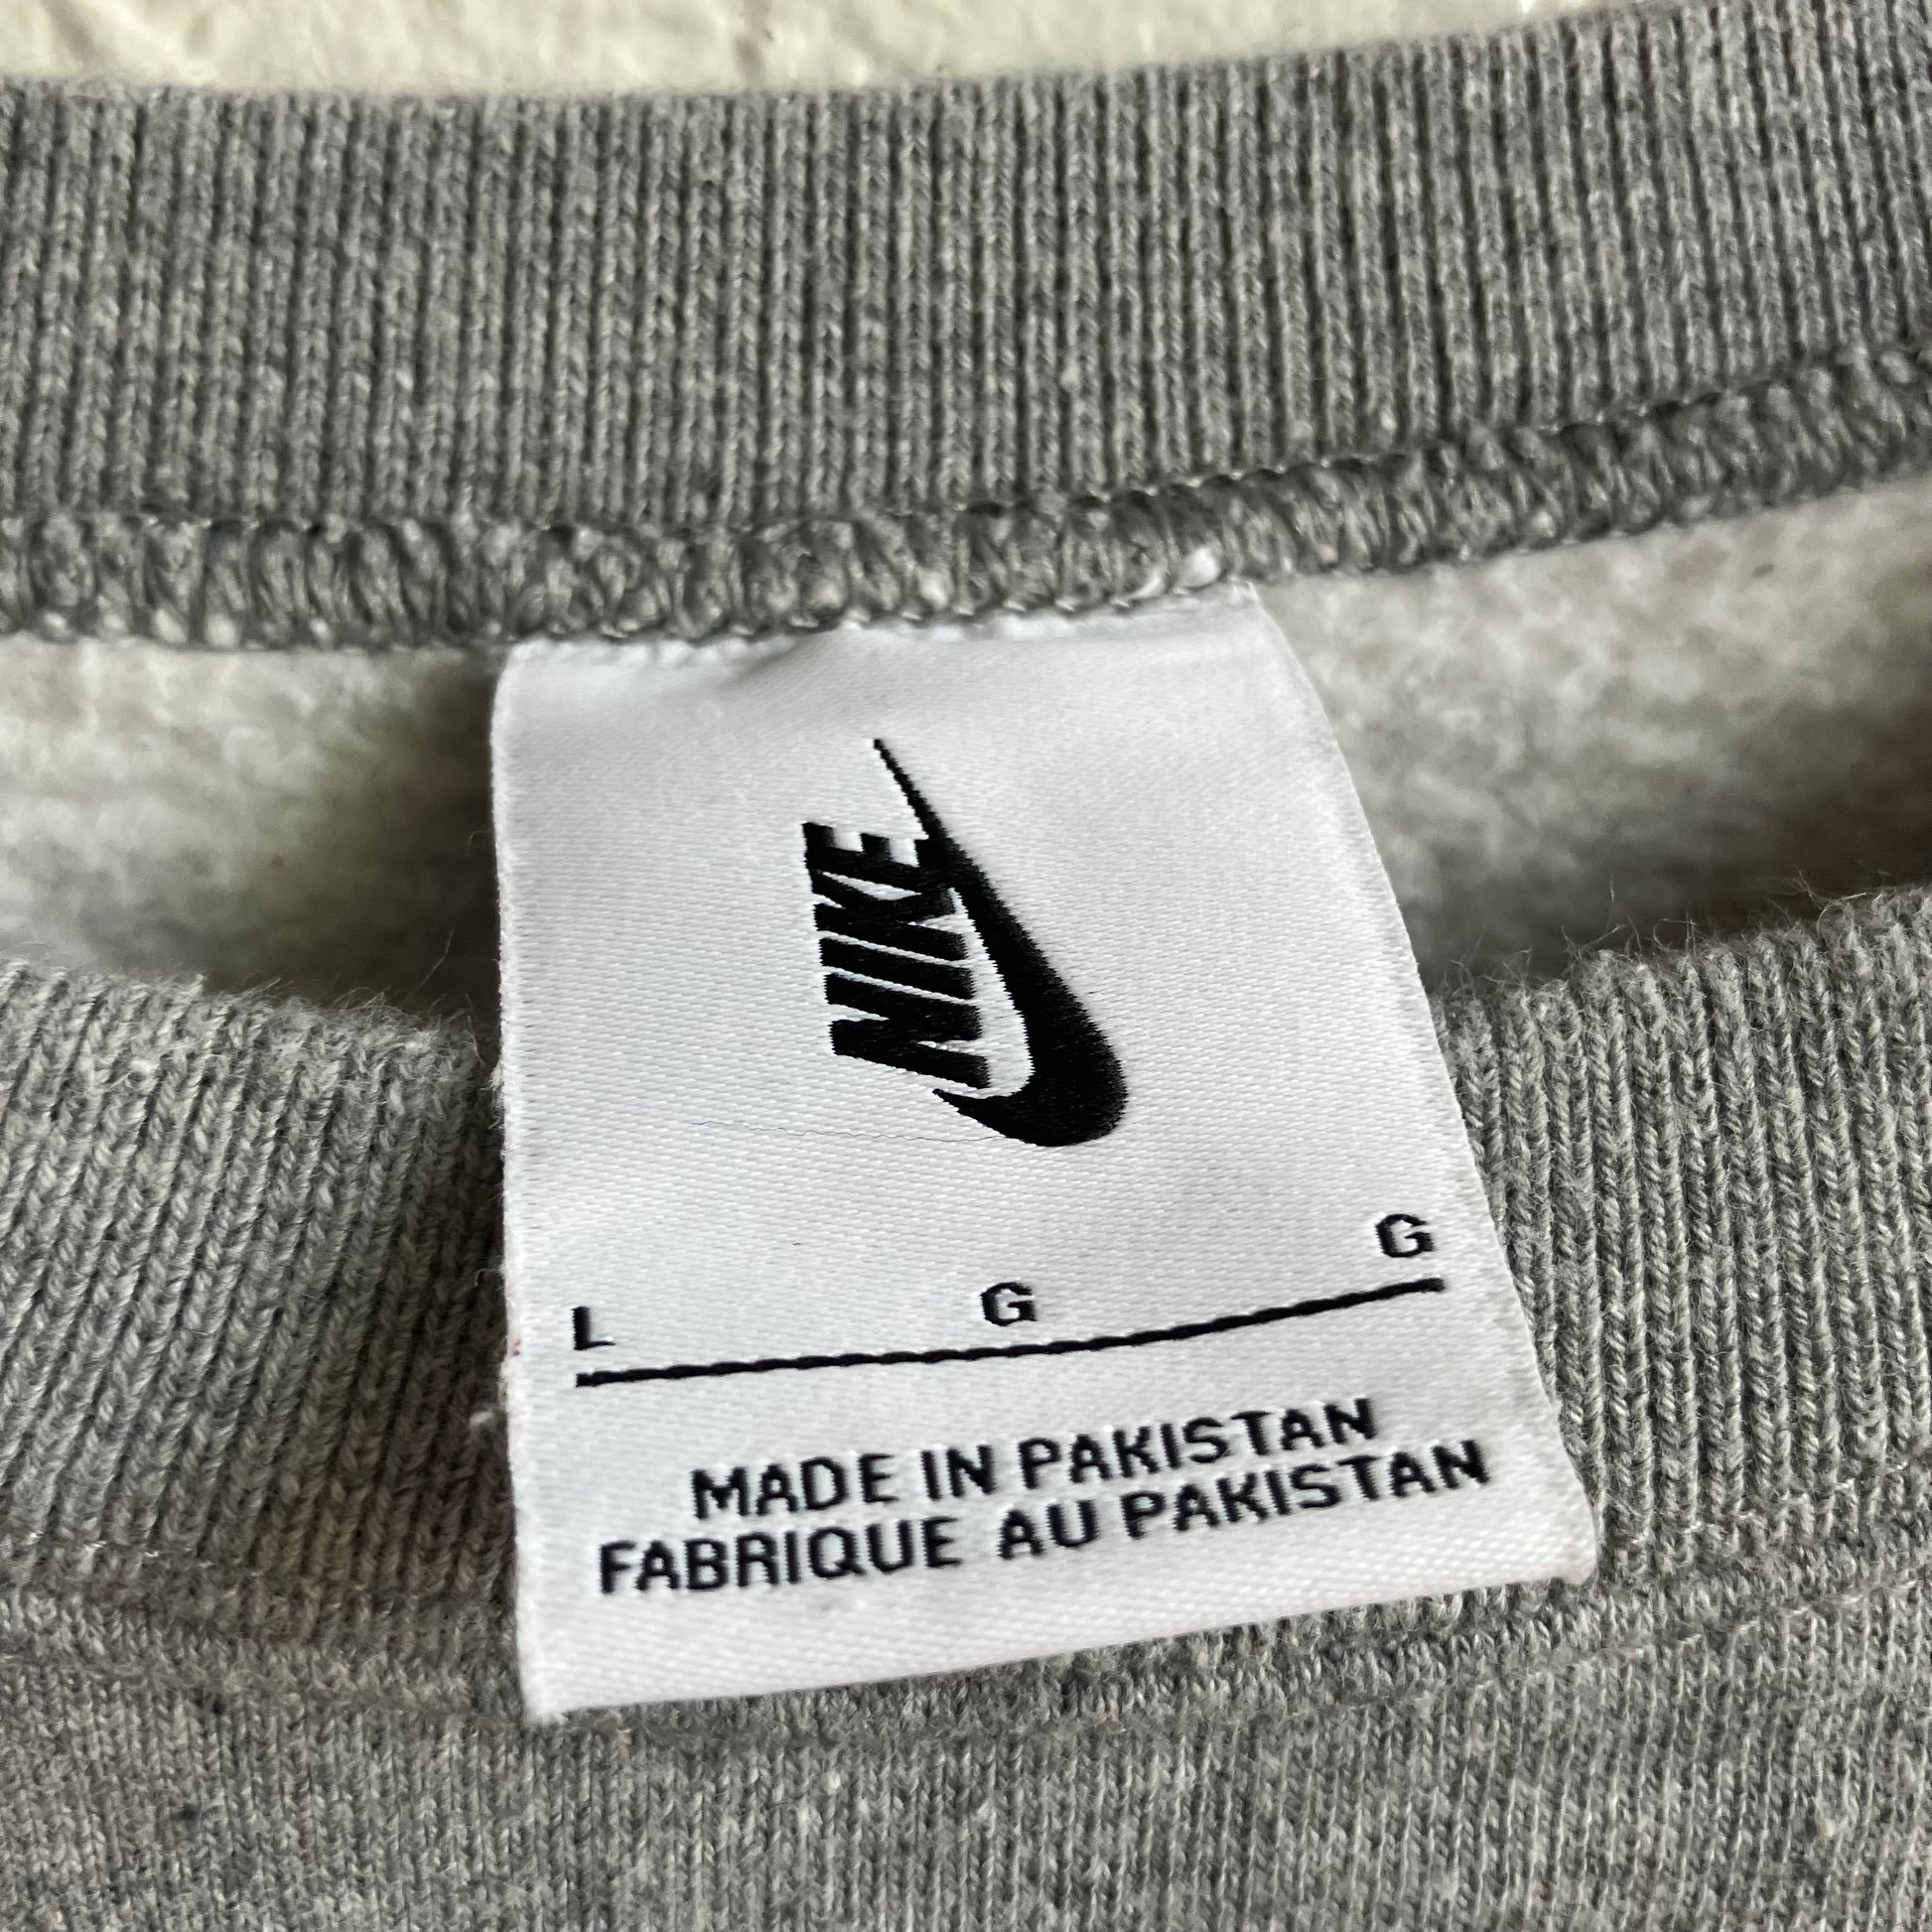 NIKE
L G G
MADE IN PAKISTAN
FABRIQUE AU PAKISTAN